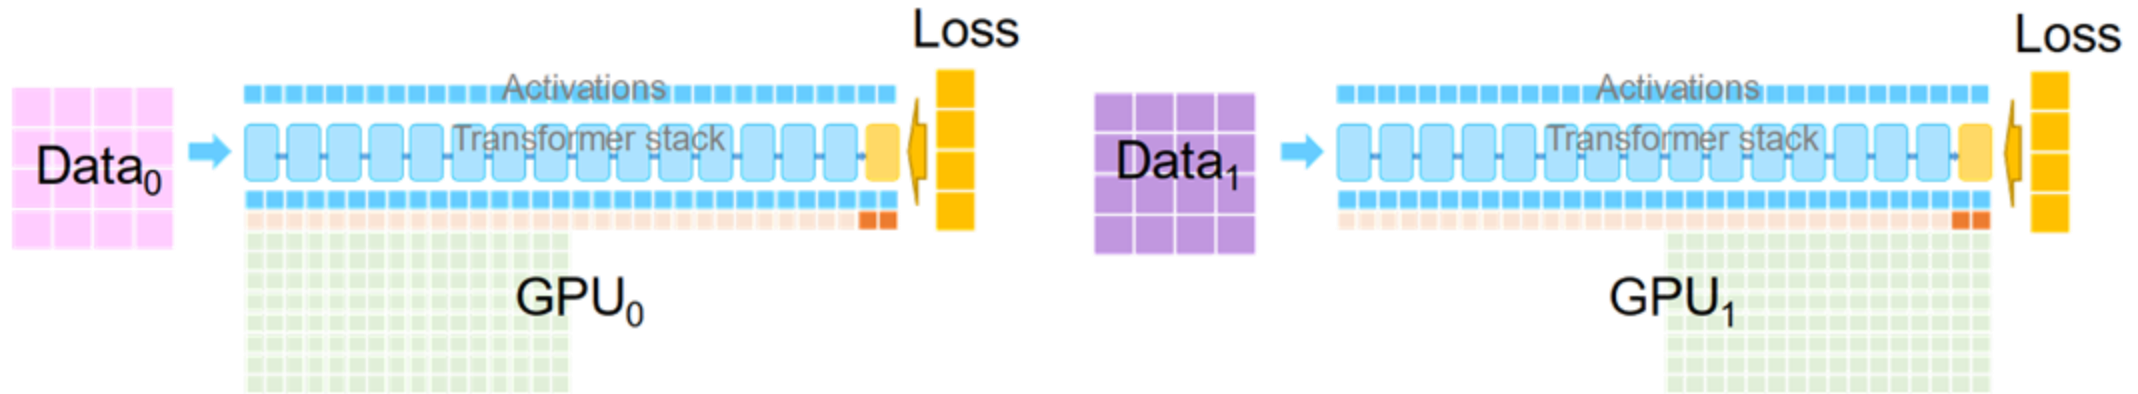 Loss
Activations
Transformer stack
Data₀
GPU₀
Loss
Activations
Transformer stack
Data₁
GPU₁